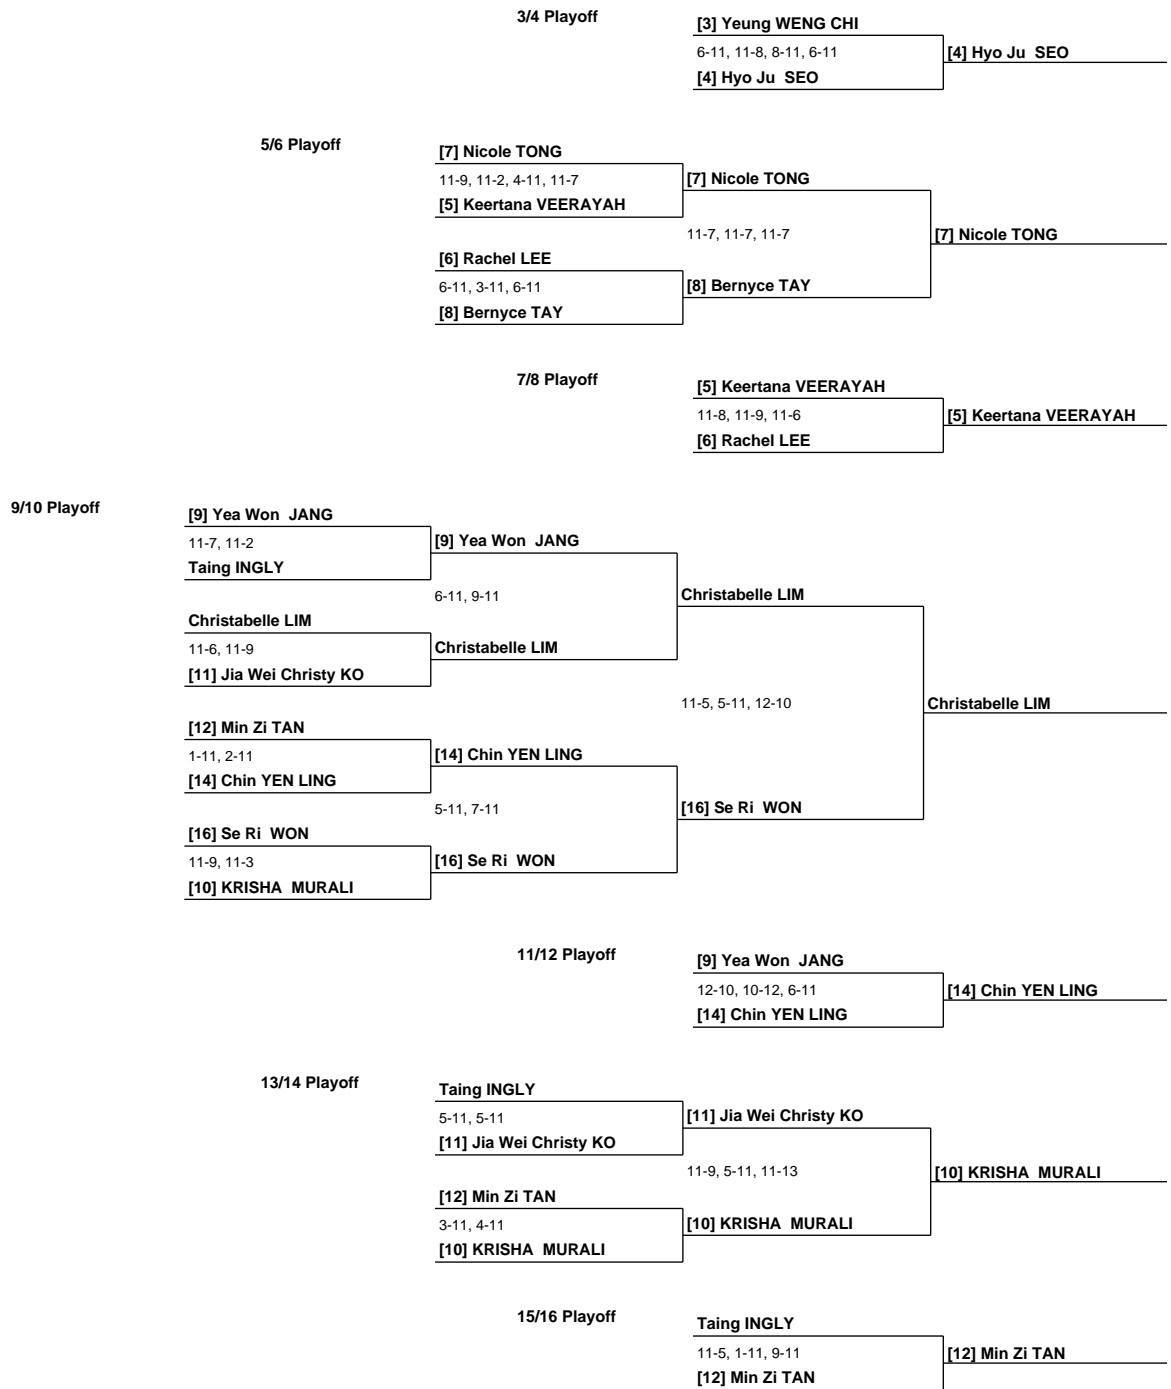 3/4 Playoff
[3] Yeung WENG CHI
6-11, 11-8, 8-11, 6-11
[4] Hyo Ju  SEO
[4] Hyo Ju  SEO
5/6 Playoff
[7] Nicole TONG
11-9, 11-2, 4-11, 11-7
[7] Nicole TONG
[5] Keertana VEERAYAH
11-7, 11-7, 11-7
[7] Nicole TONG
[6] Rachel LEE
6-11, 3-11, 6-11
[8] Bernyce TAY
[8] Bernyce TAY
7/8 Playoff
[5] Keertana VEERAYAH
11-8, 11-9, 11-6
[5] Keertana VEERAYAH
[6] Rachel LEE
9/10 Playoff
[9] Yea Won  JANG
11-7, 11-2
[9] Yea Won  JANG
Taing INGLY
6-11, 9-11
Christabelle LIM
Christabelle LIM
11-6, 11-9
Christabelle LIM
[11] Jia Wei Christy KO
11-5, 5-11, 12-10
Christabelle LIM
[12] Min Zi TAN
1-11, 2-11
[14] Chin YEN LING
[14] Chin YEN LING
5-11, 7-11
[16] Se Ri  WON
[16] Se Ri  WON
11-9, 11-3
[16] Se Ri  WON
[10] KRISHA  MURALI
11/12 Playoff
[9] Yea Won  JANG
12-10, 10-12, 6-11
[14] Chin YEN LING
[14] Chin YEN LING
13/14 Playoff
Taing INGLY
5-11, 5-11
[11] Jia Wei Christy KO
[11] Jia Wei Christy KO
11-9, 5-11, 11-13
[10] KRISHA  MURALI
[12] Min Zi TAN
3-11, 4-11
[10] KRISHA  MURALI
[10] KRISHA  MURALI
15/16 Playoff
Taing INGLY
11-5, 1-11, 9-11
[12] Min Zi TAN
[12] Min Zi TAN